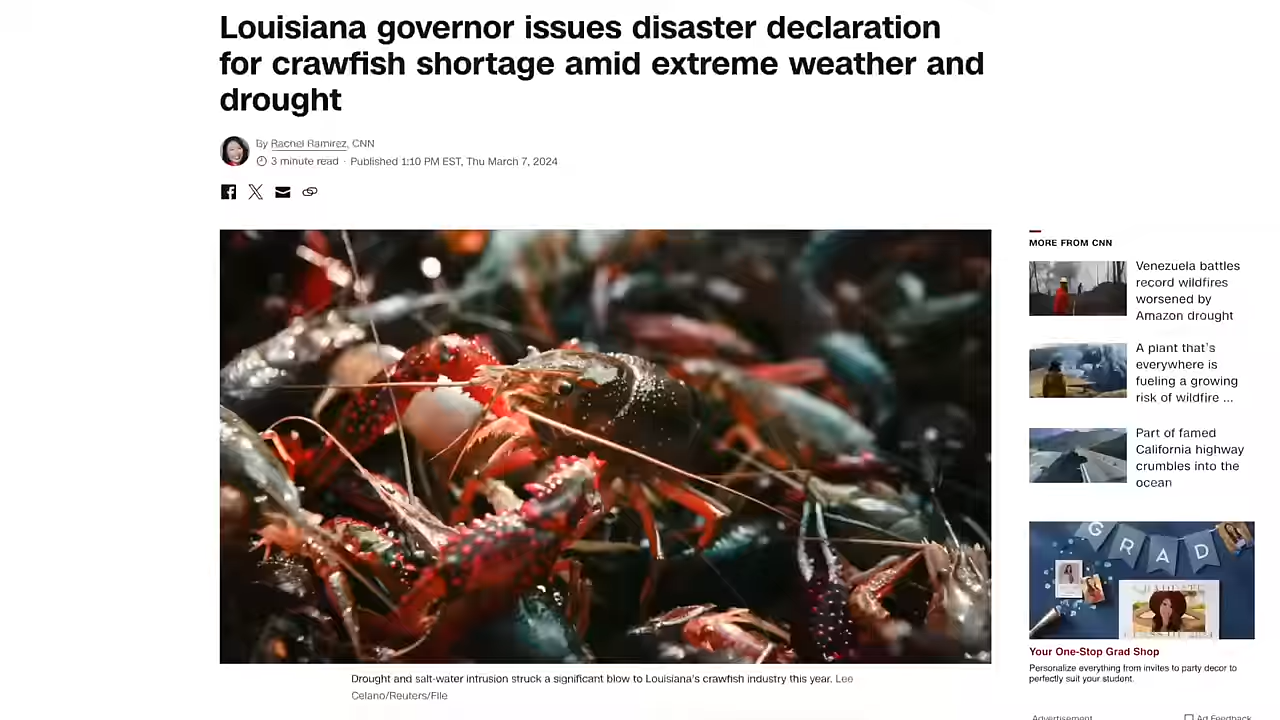 Louisiana governor issues disaster declaration
for crawfish shortage amid extreme weather and
drought
By Rachel Ramirez, CNN
3 minute read · Published 1:10 PM EST, Thu March 7, 2024
MORE FROM CNN
Venezuela battles
record wildfires
worsened by
Amazon drought
A plant that's
everywhere is
fueling a growing
risk of wildfire ...
Part of famed
California highway
crumbles into the
ocean
GRAD
Your One-Stop Grad Shop
Personalize everything from invites to party decor to
perfectly suit your student.
Drought and salt-water intrusion struck a significant blow to Louisiana's crawfish industry this year. Lee
Celano/Reuters/File
Advertisement
Ad Feedback